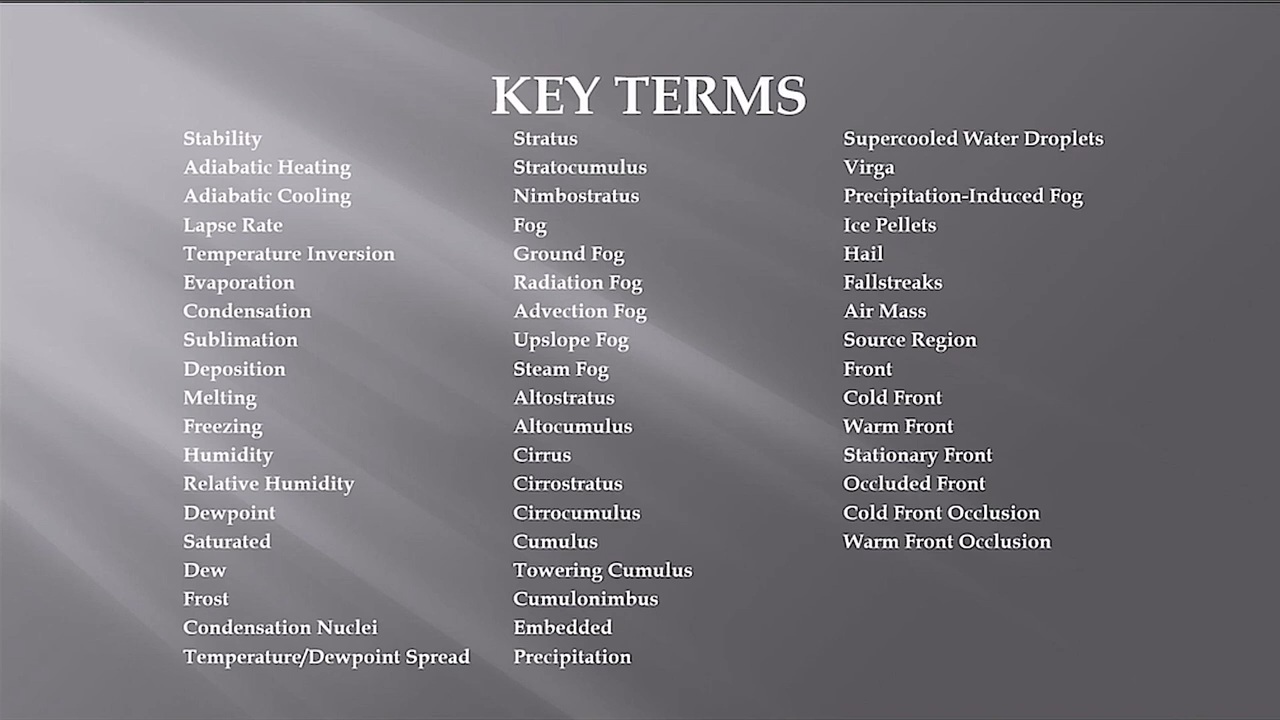 KEY TERMS
Stability
Adiabatic Heating
Adiabatic Cooling
Lapse Rate
Temperature Inversion
Evaporation
Condensation
Sublimation
Deposition
Melting
Freezing
Humidity
Relative Humidity
Dewpoint
Saturated
Dew
Frost
Condensation Nuclei
Temperature/Dewpoint Spread
Stratus
Stratocumulus
Nimbostratus
Fog
Ground Fog
Radiation Fog
Advection Fog
Upslope Fog
Steam Fog
Altostratus
Altocumulus
Cirrus
Cirrostratus
Cirrocumulus
Cumulus
Towering Cumulus
Cumulonimbus
Embedded
Precipitation
Supercooled Water Droplets
Virga
Precipitation-Induced Fog
Ice Pellets
Hail
Fallstreaks
Air Mass
Source Region
Front
Cold Front
Warm Front
Stationary Front
Occluded Front
Cold Front Occlusion
Warm Front Occlusion